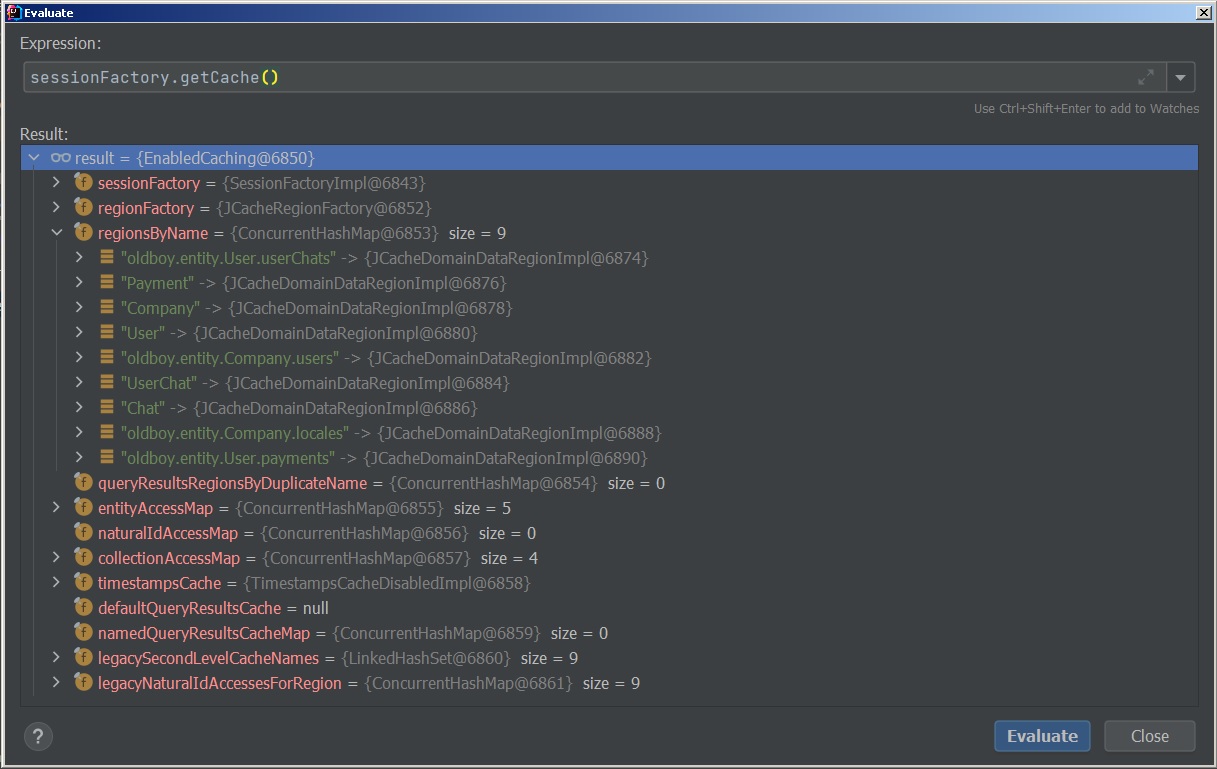 Evaluate
Expression:
sessionFactory.getCache()
Use Ctrl+Shift+Enter to add to Watches
Result:
result = {EnabledCaching@6850}
f sessionFactory = {SessionFactoryImpl@6843}
f regionFactory = {JCacheRegionFactory@6852}
f regionsByName = {ConcurrentHashMap@6853} size = 9
"oldboy.entity.User.userChats" -> {JCacheDomainDataRegionImpl@6874}
"Payment" -> {JCacheDomainDataRegionImpl@6876}
"Company" -> {JCacheDomainDataRegionImpl@6878}
"User" -> {JCacheDomainDataRegionImpl@6880}
"oldboy.entity.Company.users" -> {JCacheDomainDataRegionImpl@6882}
"UserChat" -> {JCacheDomainDataRegionImpl@6884}
"Chat" -> {JCacheDomainDataRegionImpl@6886}
"oldboy.entity.Company.locales" -> {JCacheDomainDataRegionImpl@6888}
"oldboy.entity.User.payments" -> {JCacheDomainDataRegionImpl@6890}
f queryResultsRegionsByDuplicateName = {ConcurrentHashMap@6854} size = 0
f entityAccessMap = {ConcurrentHashMap@6855} size = 5
f naturalIdAccessMap = {ConcurrentHashMap@6856} size = 0
f collectionAccessMap = {ConcurrentHashMap@6857} size = 4
f timestampsCache = {TimestampsCacheDisabledImpl@6858}
f defaultQueryResultsCache = null
f namedQueryResultsCacheMap = {ConcurrentHashMap@6859} size = 0
f legacySecondLevelCacheNames = {LinkedHashSet@6860} size = 9
f legacyNaturalIdAccessesForRegion = {ConcurrentHashMap@6861} size = 9
? Evaluate Close